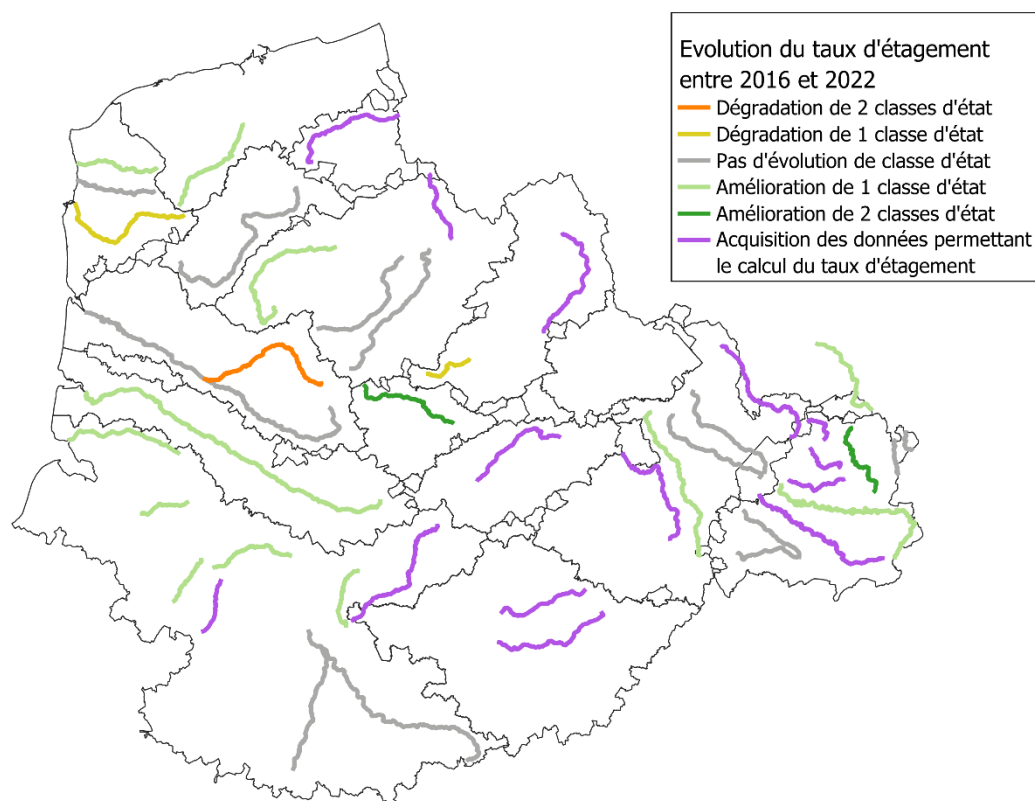 Evolution du taux d'étagement
entre 2016 et 2022
Dégradation de 2 classes d'état
Dégradation de 1 classe d'état
Pas d'évolution de classe d'état
Amélioration de 1 classe d'état
Amélioration de 2 classes d'état
Acquisition des données permettant
le calcul du taux d'étagement